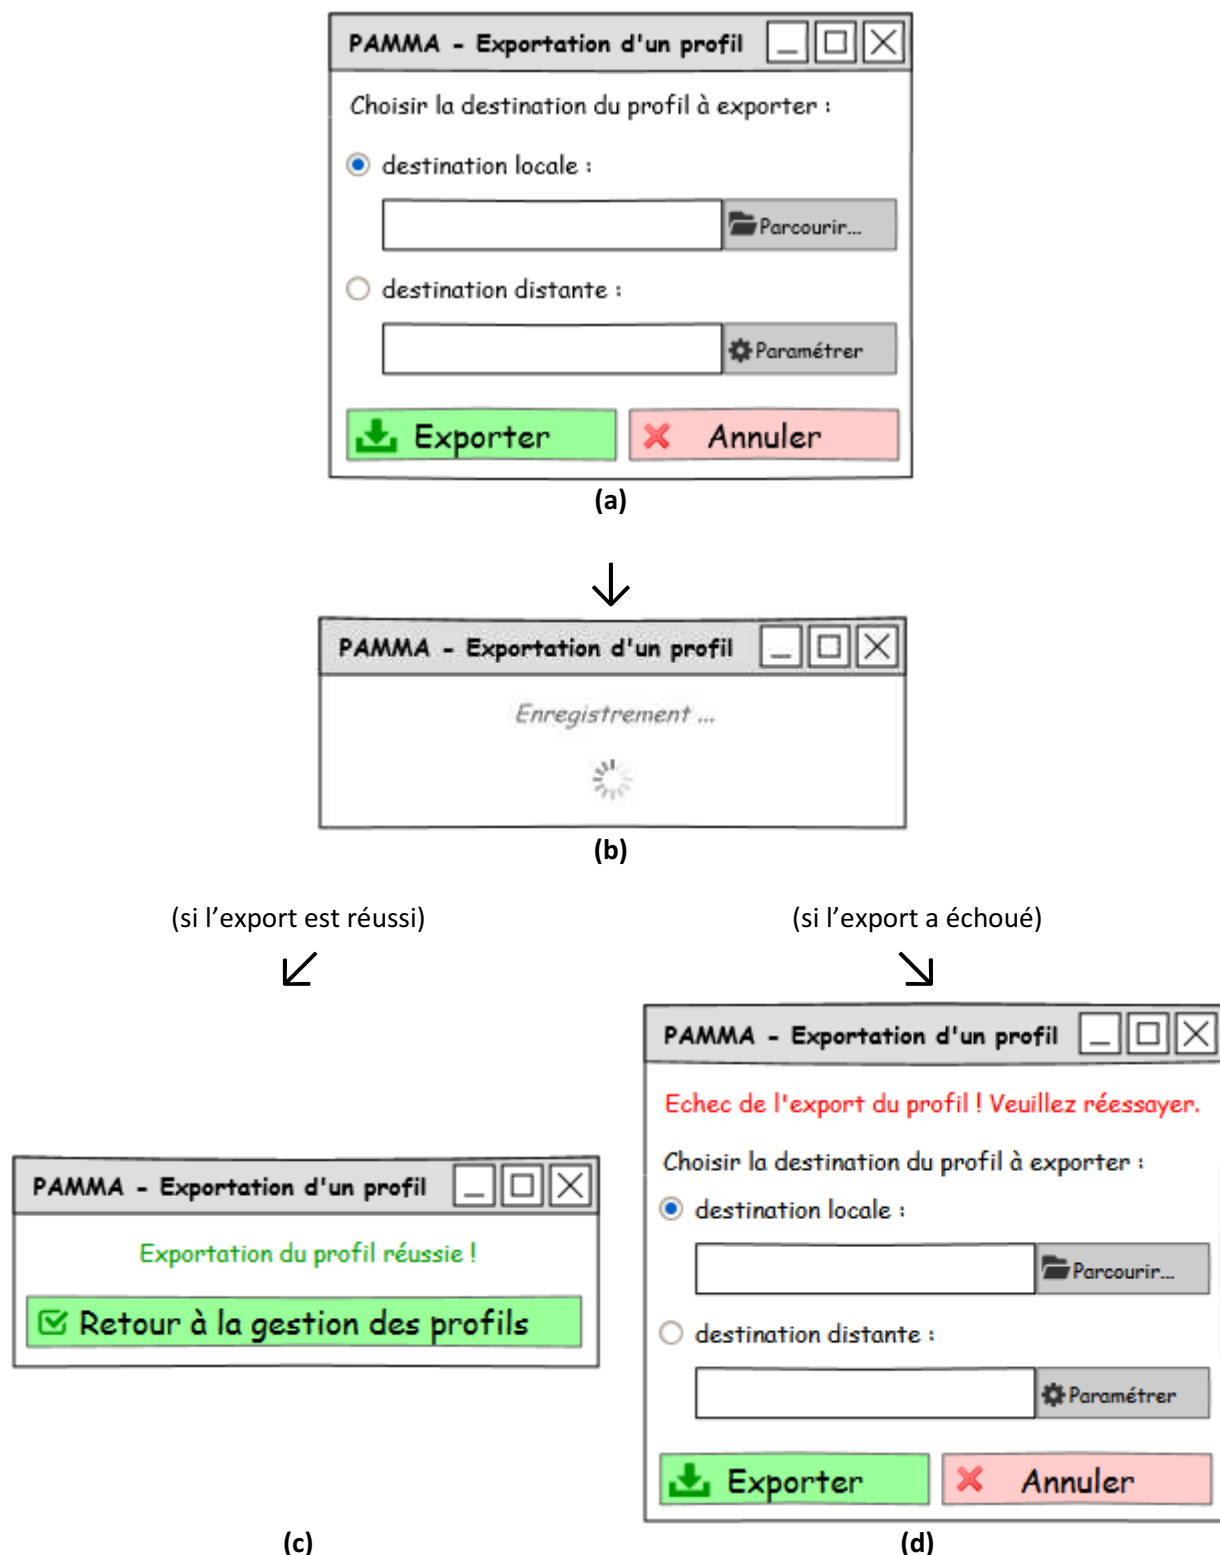 PAMMA - Exportation d'un profil
Choisir la destination du profil à exporter :
destination locale :
Parcourir...
destination distante :
Paramétrer
Exporter
Annuler
(a)
PAMMA - Exportation d'un profil
Enregistrement ...
(b)
(si l'export est réussi)
(si l'export a échoué)
PAMMA - Exportation d'un profil
Exportation du profil réussie !
Retour à la gestion des profils
(c)
PAMMA - Exportation d'un profil
Echec de l'export du profil ! Veuillez réessayer.
Choisir la destination du profil à exporter :
destination locale :
Parcourir...
destination distante :
Paramétrer
Exporter
Annuler
(d)